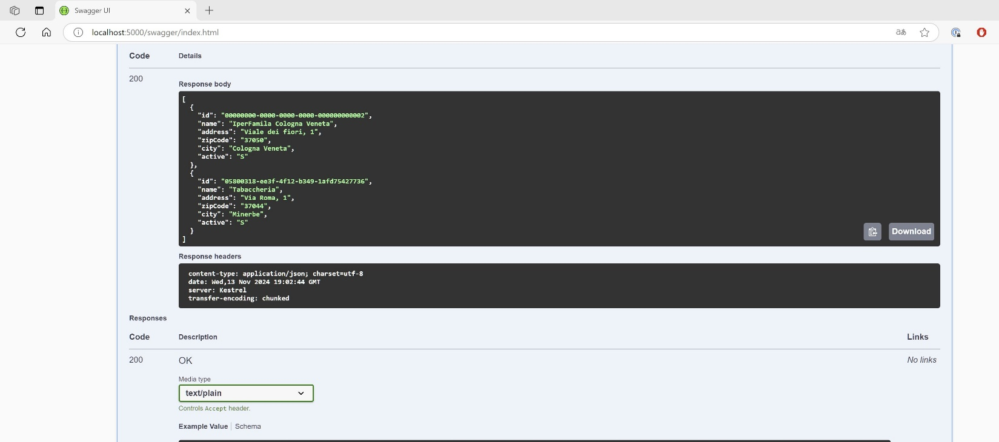 Swagger UI
localhost:5000/swagger/index.html
aあ
Code Details
200
Response body
[
  {
    "id": "00000000-0000-0000-0000-000000000002",
    "name": "IperFamila Cologna Veneta",
    "address": "Viale dei fiori, 1",
    "zipCode": "37050",
    "city": "Cologna Veneta",
    "active": "S"
  },
  {
    "id": "05800318-ee3f-4f12-b349-1afd75427736",
    "name": "Tabaccheria",
    "address": "Via Roma, 1",
    "zipCode": "37044",
    "city": "Minerbe",
    "active": "S"
  }
]
Download
Response headers
content-type: application/json; charset=utf-8
date: Wed,13 Nov 2024 19:02:44 GMT
server: Kestrel
transfer-encoding: chunked
Responses
Code Description Links
200 OK No links
Media type
text/plain
Controls Accept header.
Example Value Schema